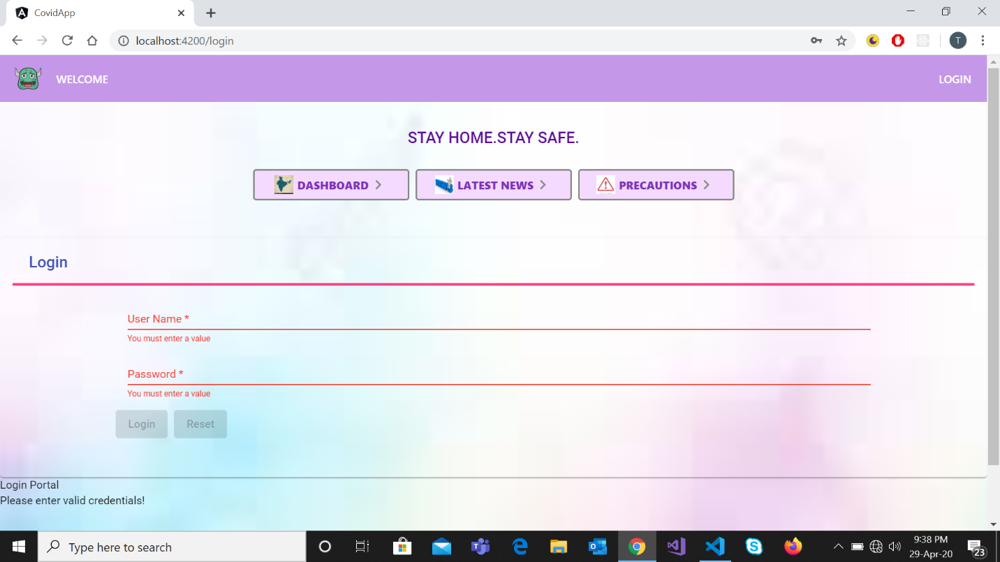 CovidApp
localhost:4200/login
T
WELCOME
LOGIN
STAY HOME.STAY SAFE.
DASHBOARD
LATEST NEWS
PRECAUTIONS
Login
User Name *
You must enter a value
Password *
You must enter a value
Login
Reset
Login Portal
Please enter valid credentials!
Type here to search
9:38 PM
29-Apr-20
23